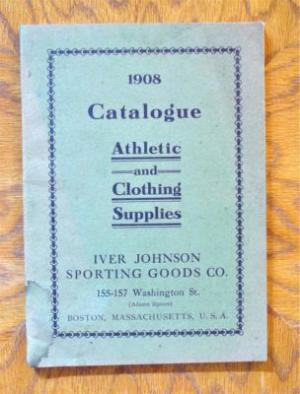 1908
Catalogue
Athletic
and
Clothing
Supplies
IVER JOHNSON
SPORTING GOODS CO.
155-157 Washington St.
(Adams Square)
BOSTON, MASSACHUSETTS, U. S. A.